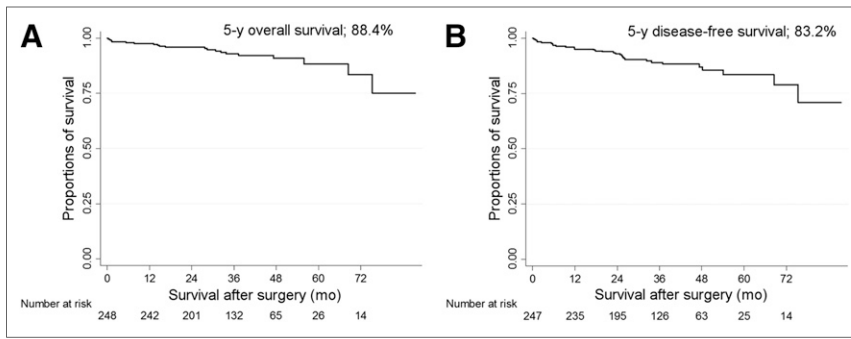 A
5-y overall survival; 88.4%
Proportions of survival
1.00
0.75
0.50
0.25
0.00
0 12 24 36 48 60 72
Survival after surgery (mo)
Number at risk
248 242 201 132 65 26 14
B
5-y disease-free survival; 83.2%
Proportions of survival
1.00
0.75
0.50
0.25
0.00
0 12 24 36 48 60 72
Survival after surgery (mo)
Number at risk
247 235 195 126 63 25 14